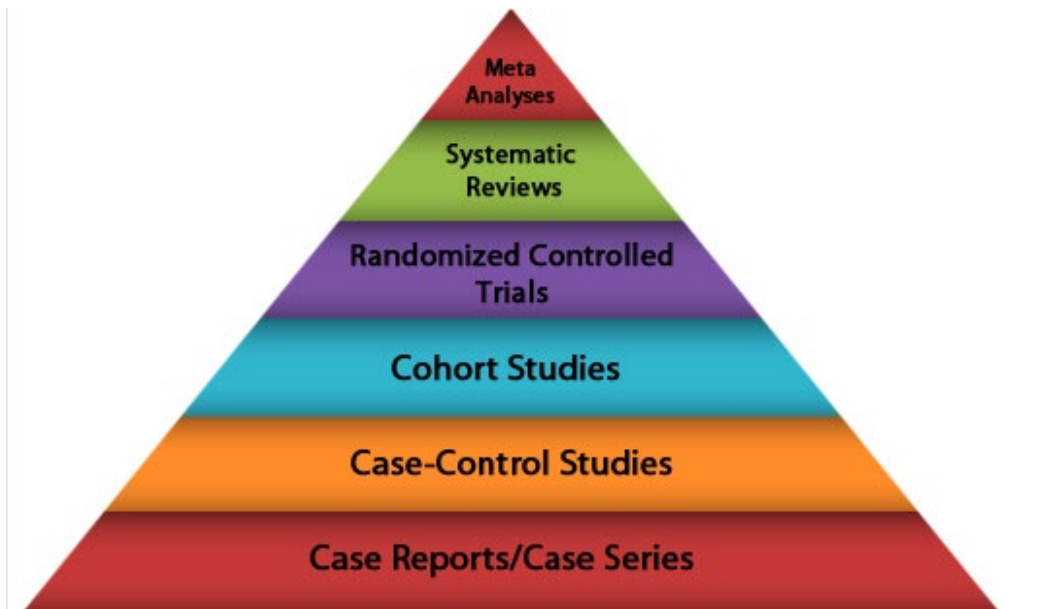 Meta
Analyses
Systematic
Reviews
Randomized Controlled
Trials
Cohort Studies
Case-Control Studies
Case Reports/Case Series